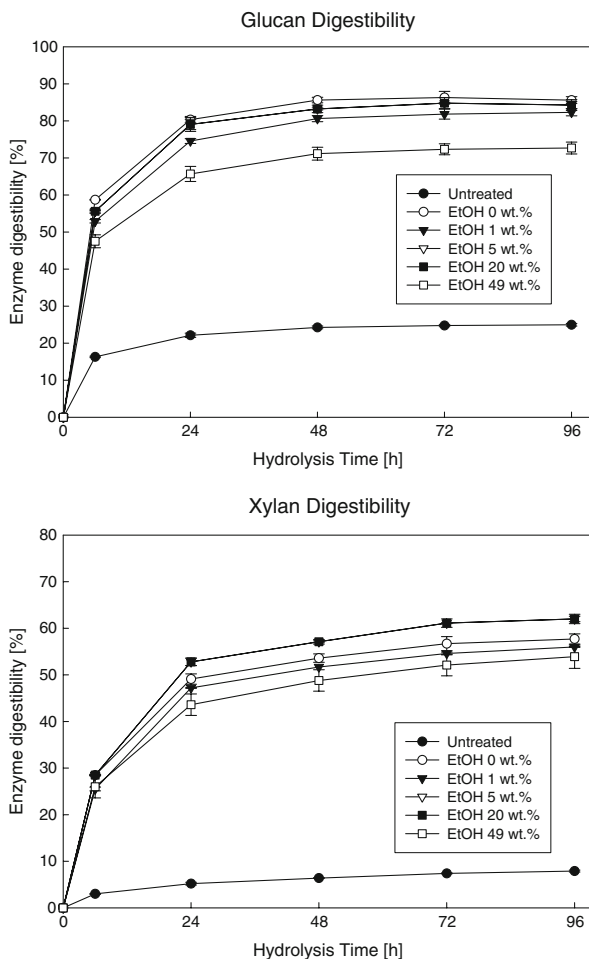 Glucan Digestibility
100
90
80
70
60
50
40
30
20
10
0
Enzyme digestibility [%]
Untreated
EtOH 0 wt.%
EtOH 1 wt.%
EtOH 5 wt.%
EtOH 20 wt.%
EtOH 49 wt.%
0 24 48 72 96
Hydrolysis Time [h]
Xylan Digestibility
80
70
60
50
40
30
20
10
0
Enzyme digestibility [%]
Untreated
EtOH 0 wt.%
EtOH 1 wt.%
EtOH 5 wt.%
EtOH 20 wt.%
EtOH 49 wt.%
0 24 48 72 96
Hydrolysis Time [h]